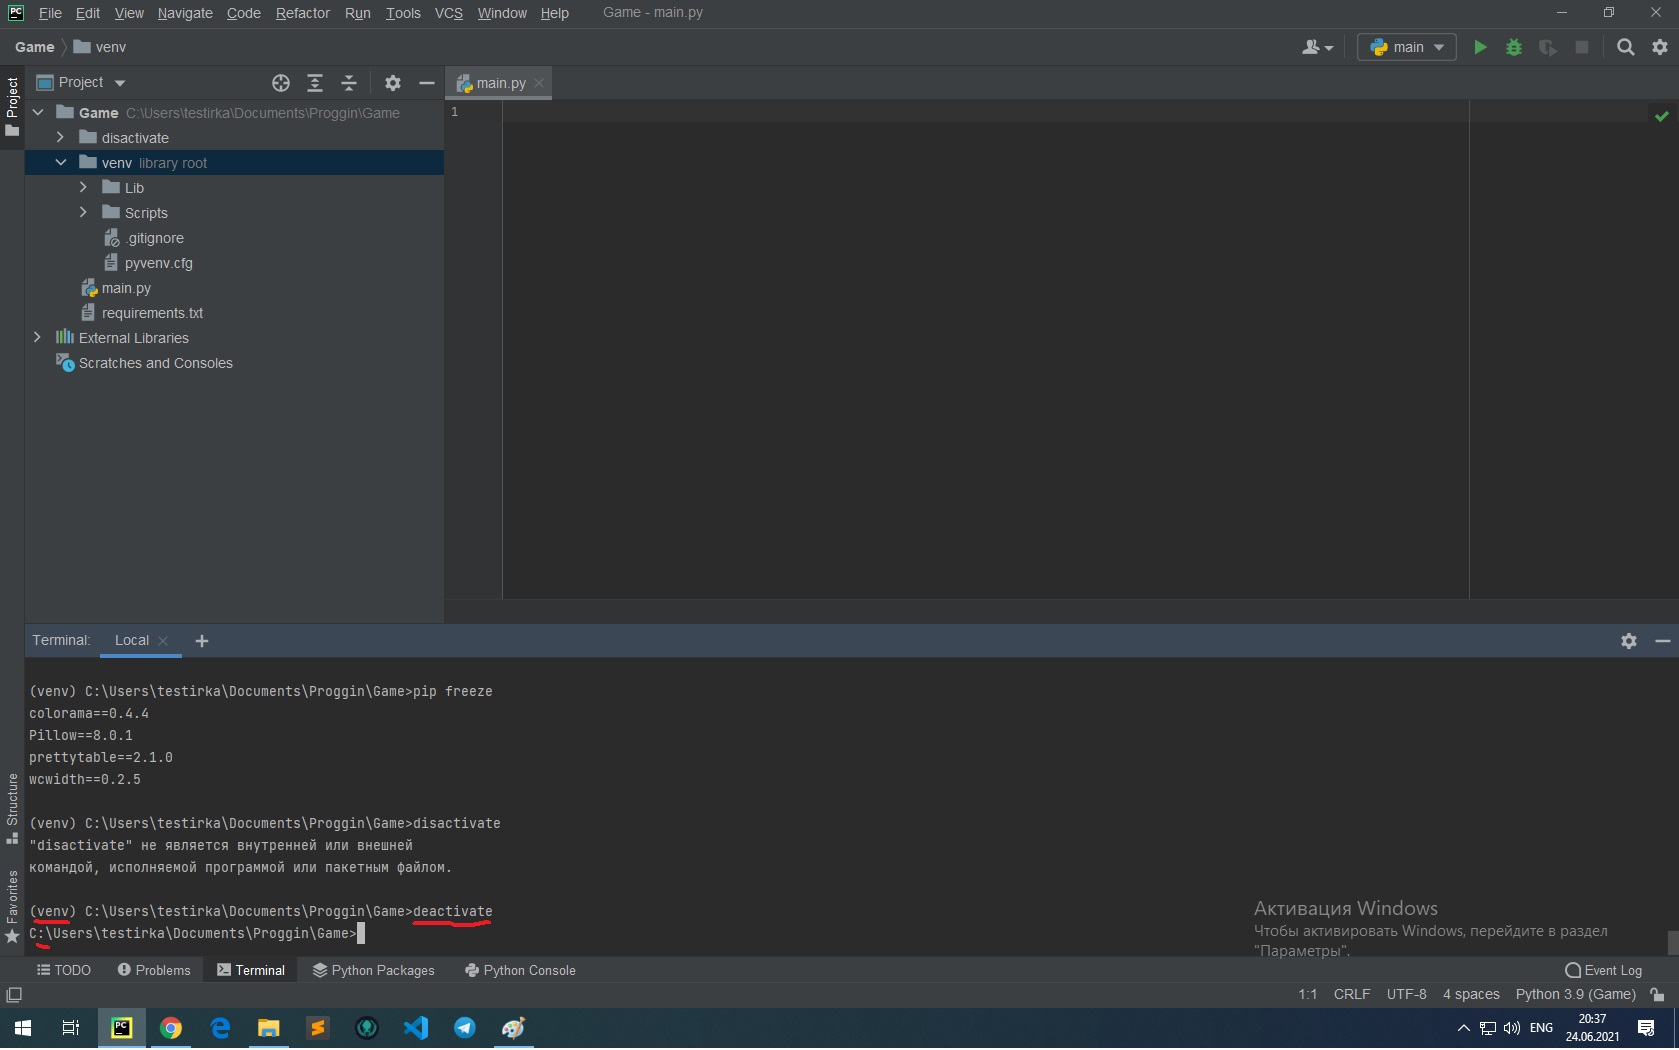 PC File Edit View Navigate Code Refactor Run Tools VCS Window Help Game - main.py
Game venv main
Project
Project main.py
Game C:\Users\testirka\Documents\Proggin\Game 1
disactivate
venv library root
Lib
Scripts
.gitignore
pyvenv.cfg
main.py
requirements.txt
External Libraries
Scratches and Consoles
Terminal: Local
(venv) C:\Users\testirka\Documents\Proggin\Game>pip freeze
colorama==0.4.4
Pillow==8.0.1
prettytable==2.1.0
wcwidth==0.2.5
(venv) C:\Users\testirka\Documents\Proggin\Game>disactivate
"disactivate" не является внутренней или внешней
командой, исполняемой программой или пакетным файлом.
(venv) C:\Users\testirka\Documents\Proggin\Game>deactivate
C:\Users\testirka\Documents\Proggin\Game>
Structure
Favorites
Активация Windows
Чтобы активировать Windows, перейдите в раздел
"Параметры".
TODO Problems Terminal Python Packages Python Console Event Log
1:1 CRLF UTF-8 4 spaces Python 3.9 (Game)
PC ENG 20:37
24.06.2021